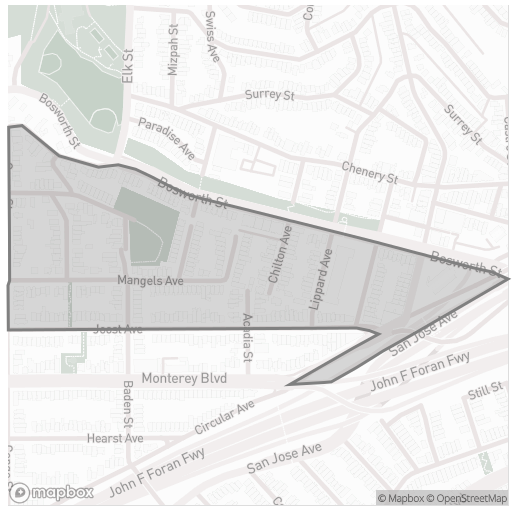 Elk St
Mizpah St
Swiss Ave
Surrey St
Surrey St
Bosworth St
Paradise Ave
Chenery St
Bosworth St
Chilton Ave
Lippard Ave
Bosworth St
Mangels Ave
Joost Ave
Acadia St
San Jose Ave
John F Foran Fwy
Monterey Blvd
Baden St
Circular Ave
Still St
Hearst Ave
San Jose Ave
John F Foran Fwy
mapbox
© Mapbox © OpenStreetMap